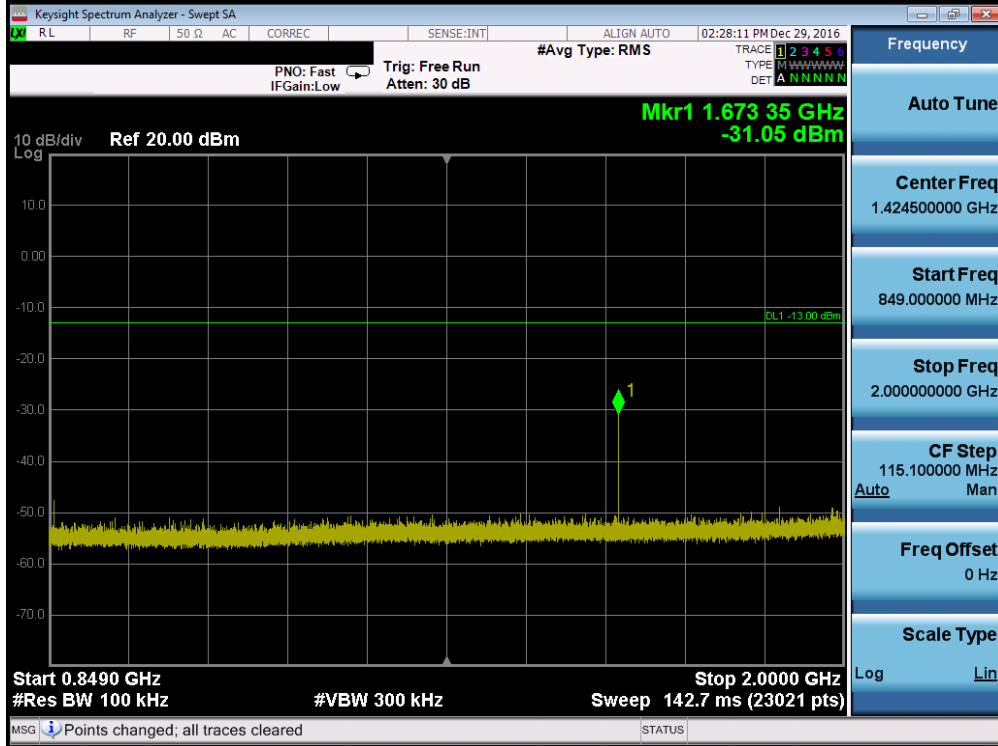 Keysight Spectrum Analyzer - Swept SA
LXI RL RF 50 Ω AC CORREC SENSE:INT ALIGN AUTO 02:28:11 PM Dec 29, 2016
#Avg Type: RMS
TRACE 1 2 3 4 5 6
PNO: Fast Trig: Free Run
TYPE M WWWWW
IFGain:Low Atten: 30 dB
DET A N N N N N
Mkr1 1.673 35 GHz
-31.05 dBm
10 dB/div Ref 20.00 dBm
Log
10.0
0.00
-10.0
DL1 -13.00 dBm
-20.0
1
-30.0
-40.0
-50.0
-60.0
-70.0
Start 0.8490 GHz Stop 2.0000 GHz
#Res BW 100 kHz #VBW 300 kHz Sweep 142.7 ms (23021 pts)
MSG Points changed; all traces cleared STATUS
Frequency
Auto Tune
Center Freq
1.424500000 GHz
Start Freq
849.000000 MHz
Stop Freq
2.000000000 GHz
CF Step
115.100000 MHz
Auto Man
Freq Offset
0 Hz
Scale Type
Log Lin